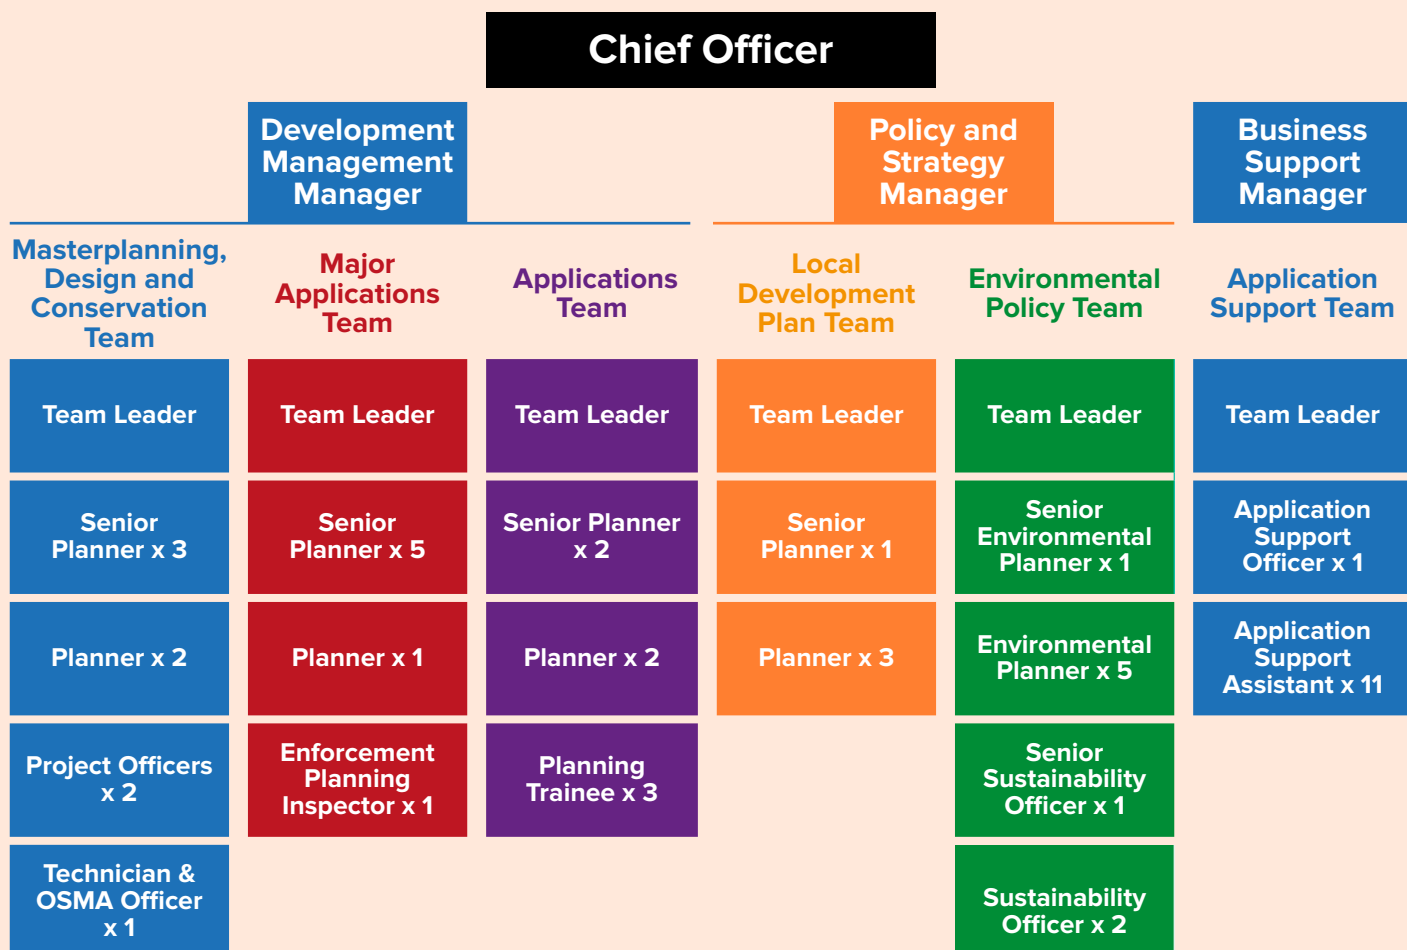 Chief Officer
Development
Management
Manager
Policy and
Strategy
Manager
Business
Support
Manager
Masterplanning,
Design and
Conservation
Team
Major
Applications
Team
Applications
Team
Local
Development
Plan Team
Environmental
Policy Team
Application
Support Team
Team Leader
Team Leader
Team Leader
Team Leader
Team Leader
Team Leader
Senior
Planner x 3
Senior
Planner x 5
Senior Planner
x 2
Senior
Planner x 1
Senior
Environmental
Planner x 1
Application
Support
Officer x 1
Planner x 2
Planner x 1
Planner x 2
Planner x 3
Environmental
Planner x 5
Application
Support
Assistant x 11
Project Officers
x 2
Enforcement
Planning
Inspector x 1
Planning
Trainee x 3
Senior
Sustainability
Officer x 1
Technician &
OSMA Officer
x 1
Sustainability
Officer x 2